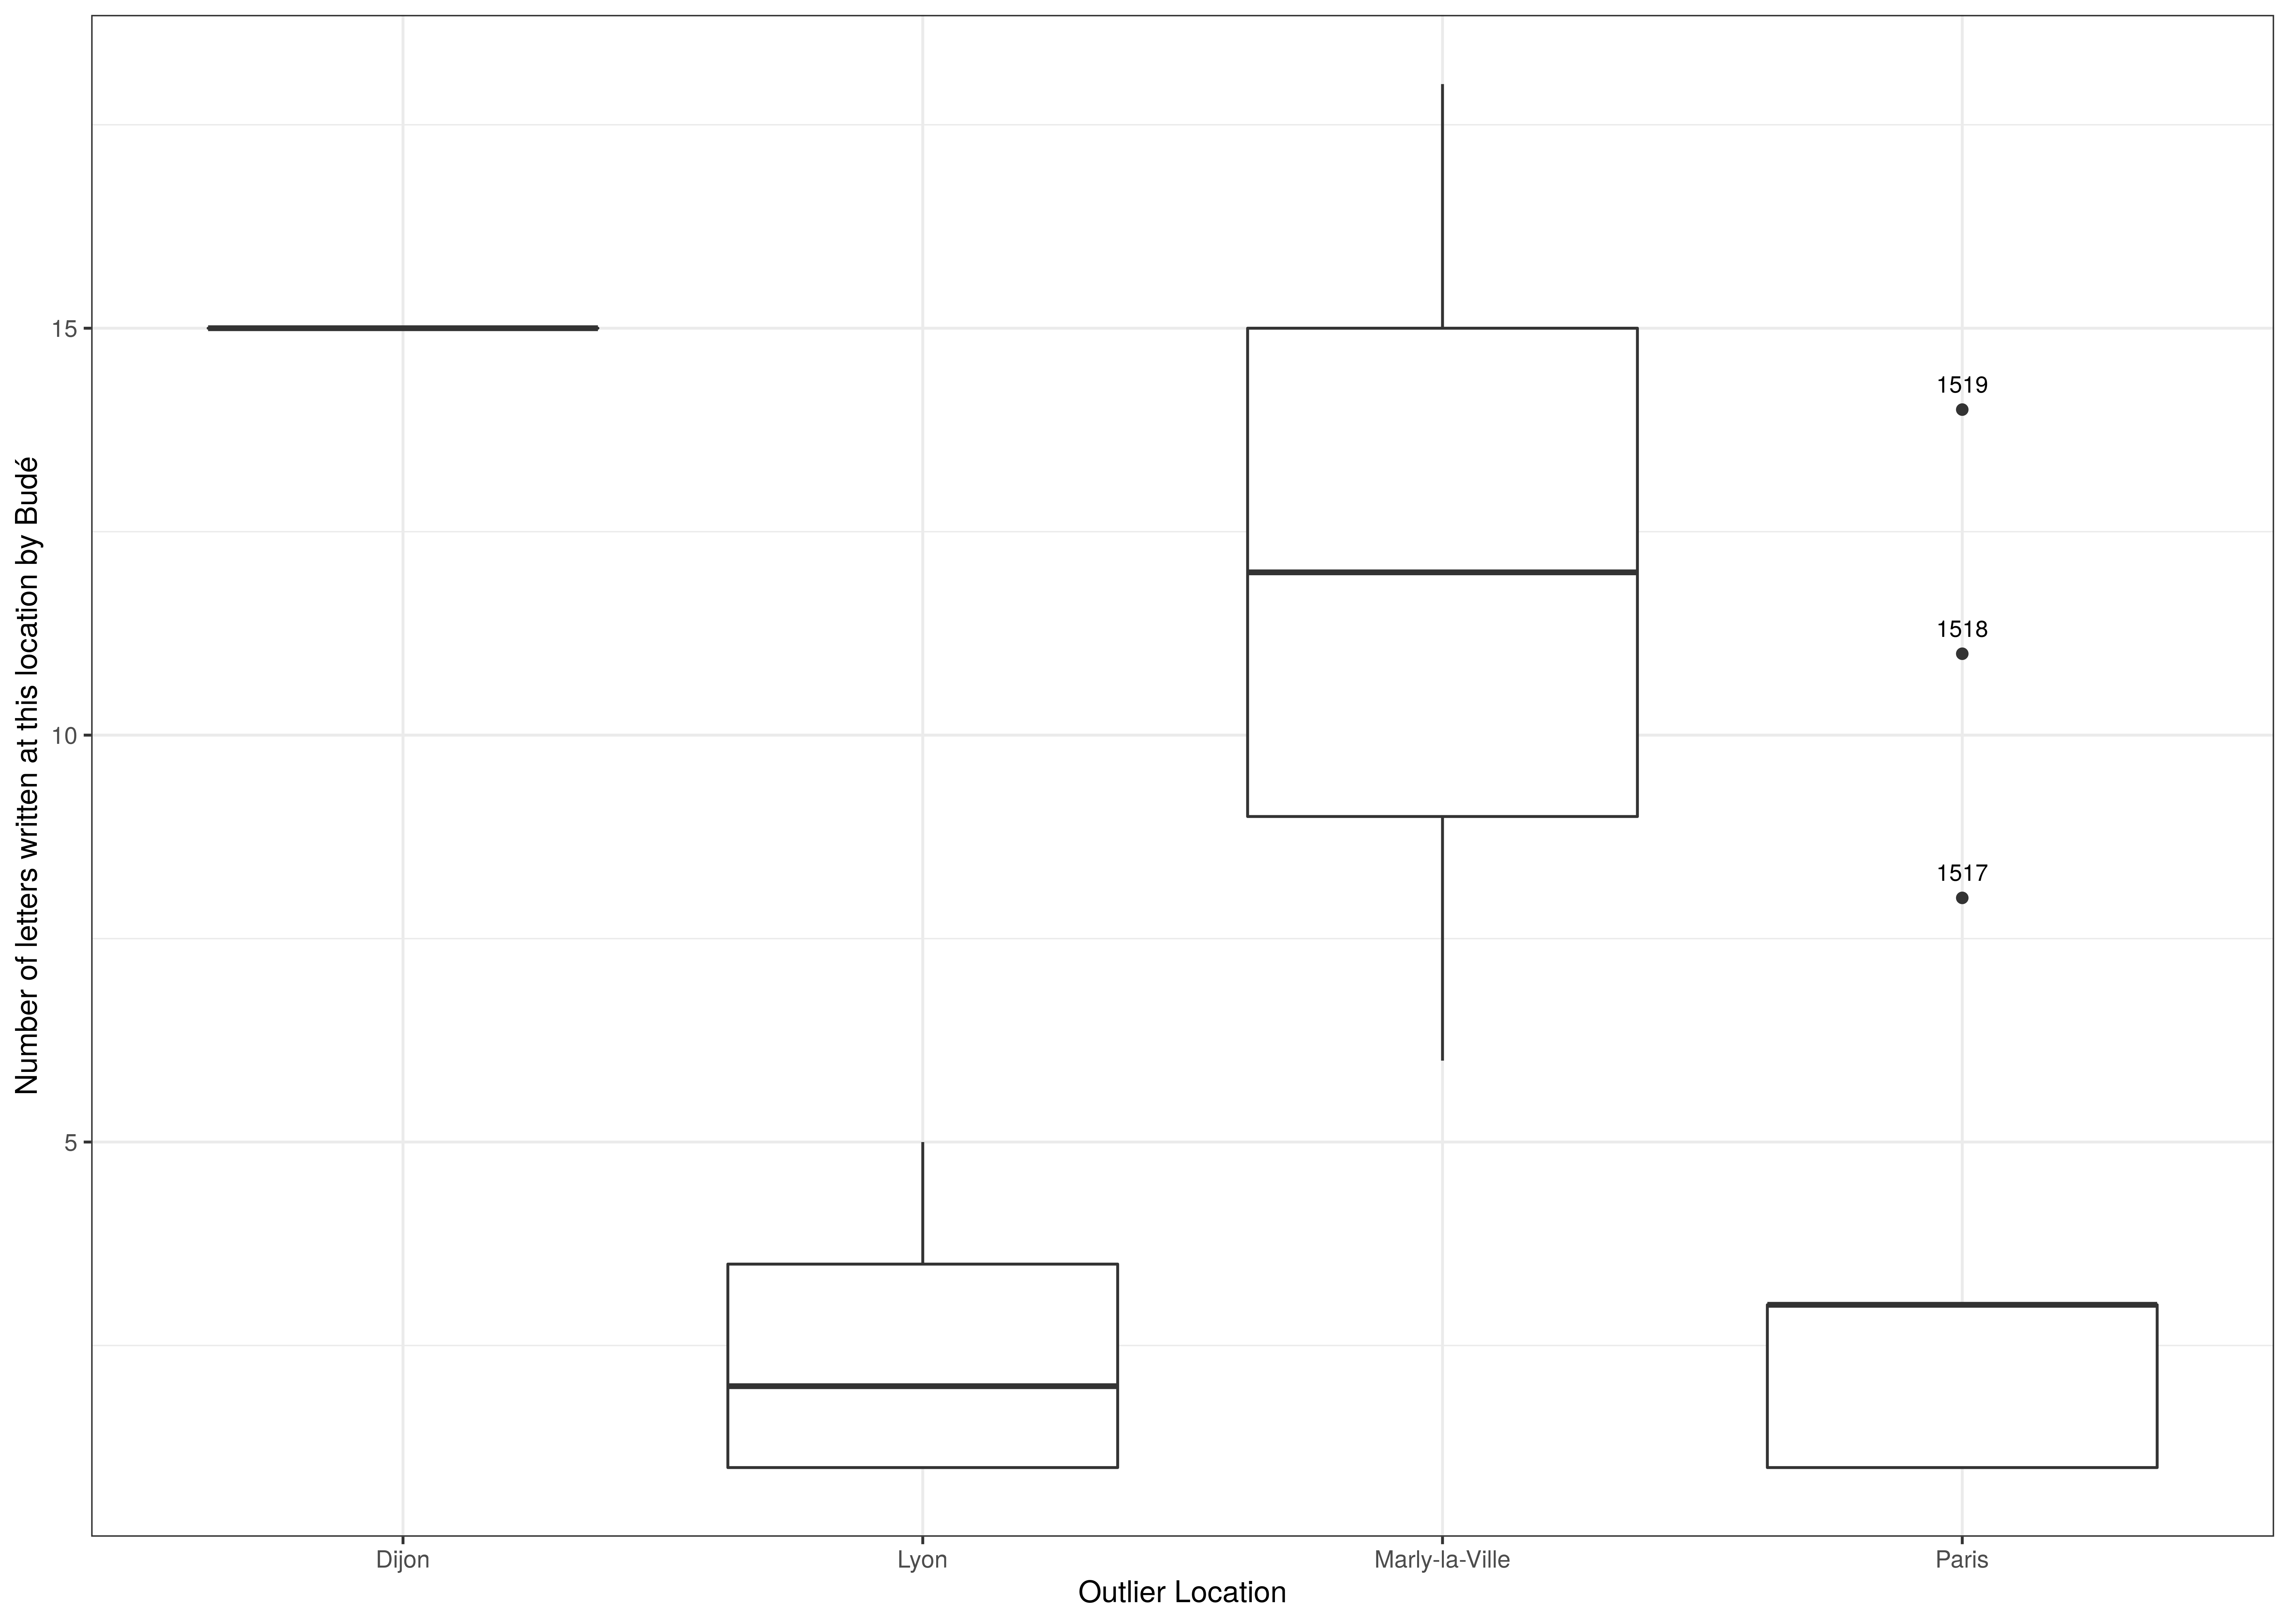 Number of letters written at this location by Budé
15
10
5
1519
1518
1517
Dijon
Lyon
Marly-la-Ville
Paris
Outlier Location